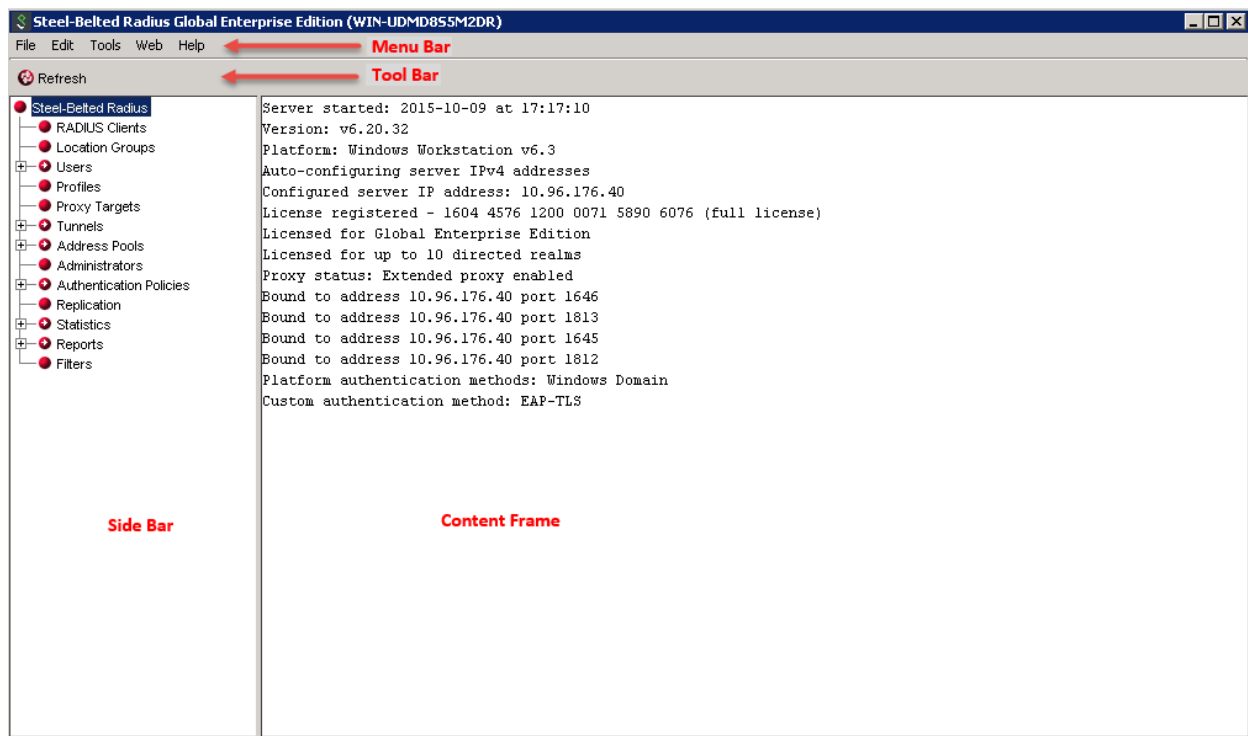 Steel-Belted Radius Global Enterprise Edition (WIN-UDMD8S5M2DR)
File Edit Tools Web Help
Menu Bar
Refresh
Tool Bar
Steel-Belted Radius
RADIUS Clients
Location Groups
Users
Profiles
Proxy Targets
Tunnels
Address Pools
Administrators
Authentication Policies
Replication
Statistics
Reports
Filters
Side Bar
Server started: 2015-10-09 at 17:17:10
Version: v6.20.32
Platform: Windows Workstation v6.3
Auto-configuring server IPv4 addresses
Configured server IP address: 10.96.176.40
License registered - 1604 4576 1200 0071 5890 6076 (full license)
Licensed for Global Enterprise Edition
Licensed for up to 10 directed realms
Proxy status: Extended proxy enabled
Bound to address 10.96.176.40 port 1646
Bound to address 10.96.176.40 port 1813
Bound to address 10.96.176.40 port 1645
Bound to address 10.96.176.40 port 1812
Platform authentication methods: Windows Domain
Custom authentication method: EAP-TLS
Content Frame